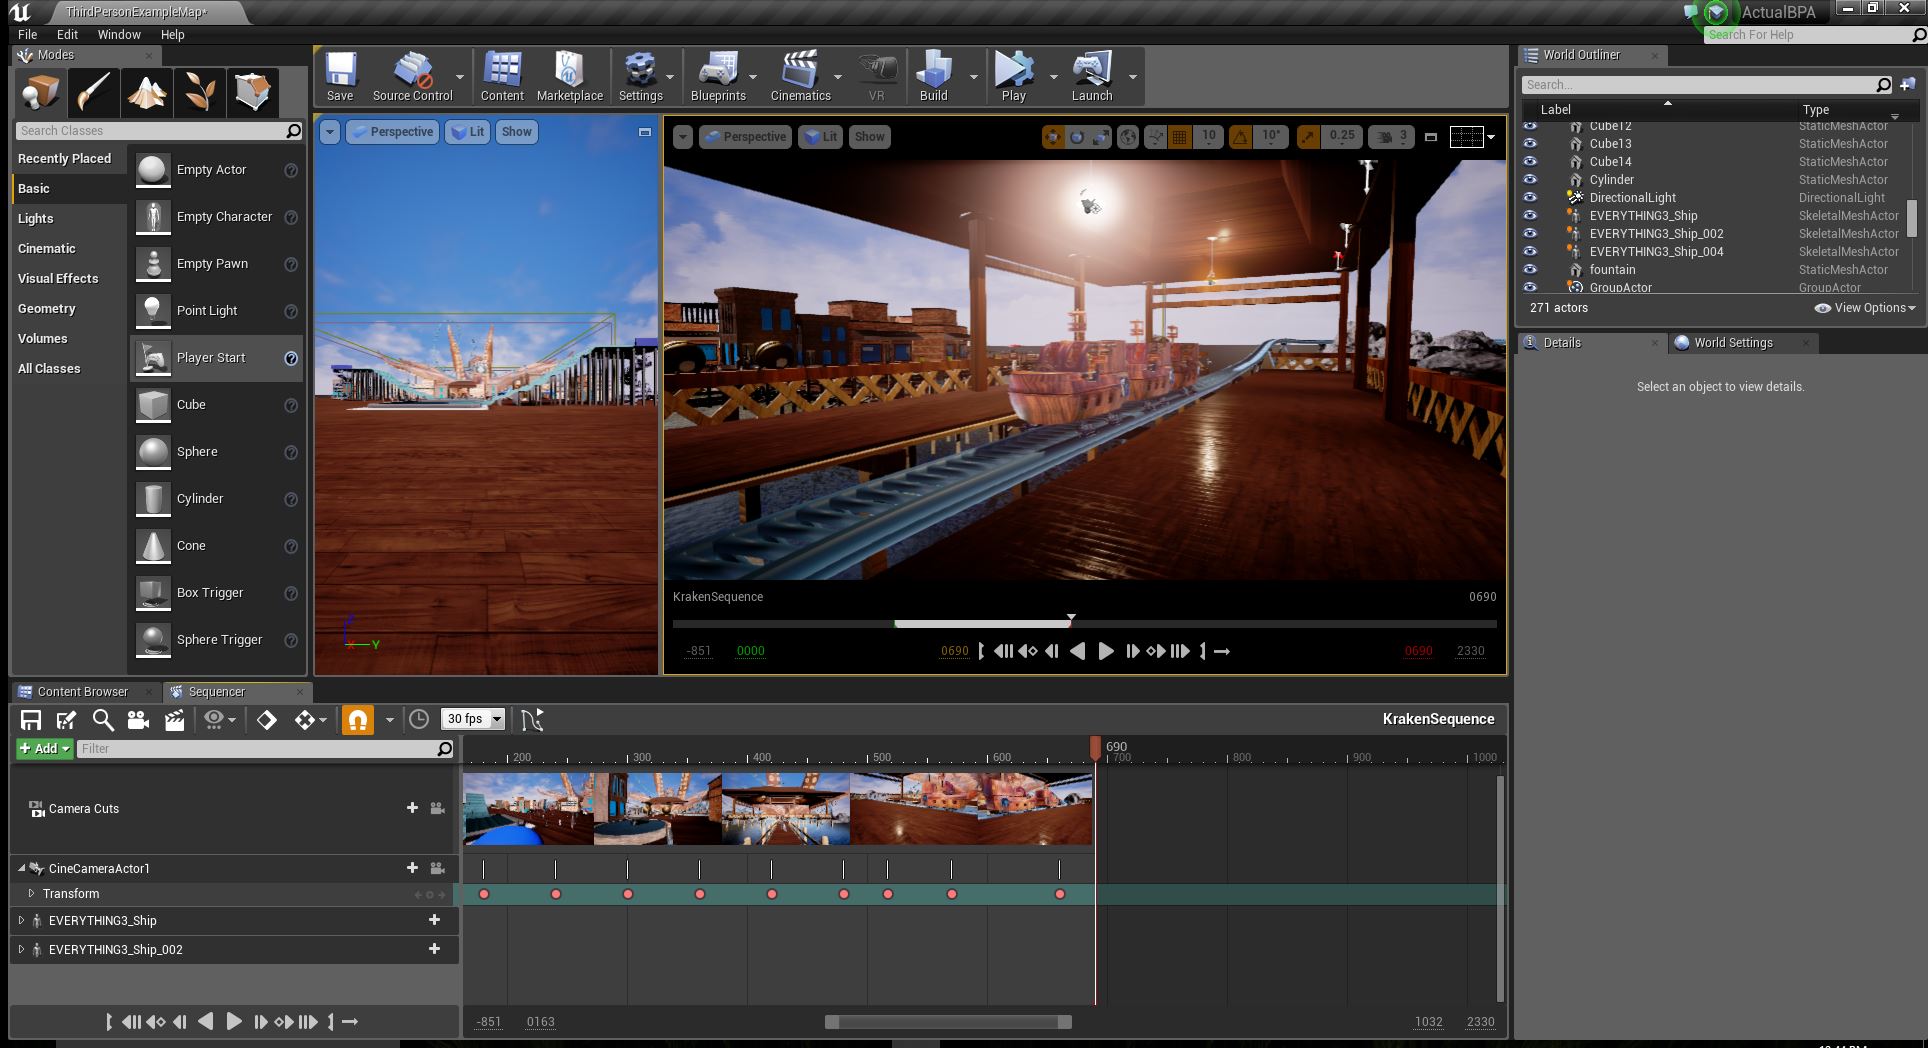 ThirdPersonExampleMap*
ActualBPA
File Edit Window Help
Search For Help
Modes
Search Classes
Recently Placed
Basic
Lights
Cinematic
Visual Effects
Geometry
Volumes
All Classes
Empty Actor
Empty Character
Empty Pawn
Point Light
Player Start
Cube
Sphere
Cylinder
Cone
Box Trigger
Sphere Trigger
Save Source Control Content Marketplace Settings Blueprints Cinematics VR Build Play Launch
Perspective Lit Show
Perspective Lit Show 10 10° 0.25 3
X Y
KrakenSequence 0690
-851 0000 0690 0690 2330
World Outliner
Search...
Label Type
Cube12 StaticMeshActor
Cube13 StaticMeshActor
Cube14 StaticMeshActor
Cylinder StaticMeshActor
DirectionalLight DirectionalLight
EVERYTHING3_Ship SkeletalMeshActor
EVERYTHING3_Ship_002 SkeletalMeshActor
EVERYTHING3_Ship_004 SkeletalMeshActor
fountain StaticMeshActor
GroupActor GroupActor
271 actors View Options
Details World Settings
Select an object to view details.
Content Browser Sequencer
30 fps KrakenSequence
+ Add Filter
690
200 300 400 500 600 700 800 900 1000
Camera Cuts
CineCameraActor1
Transform
EVERYTHING3_Ship
EVERYTHING3_Ship_002
-851 0163 1032 2330